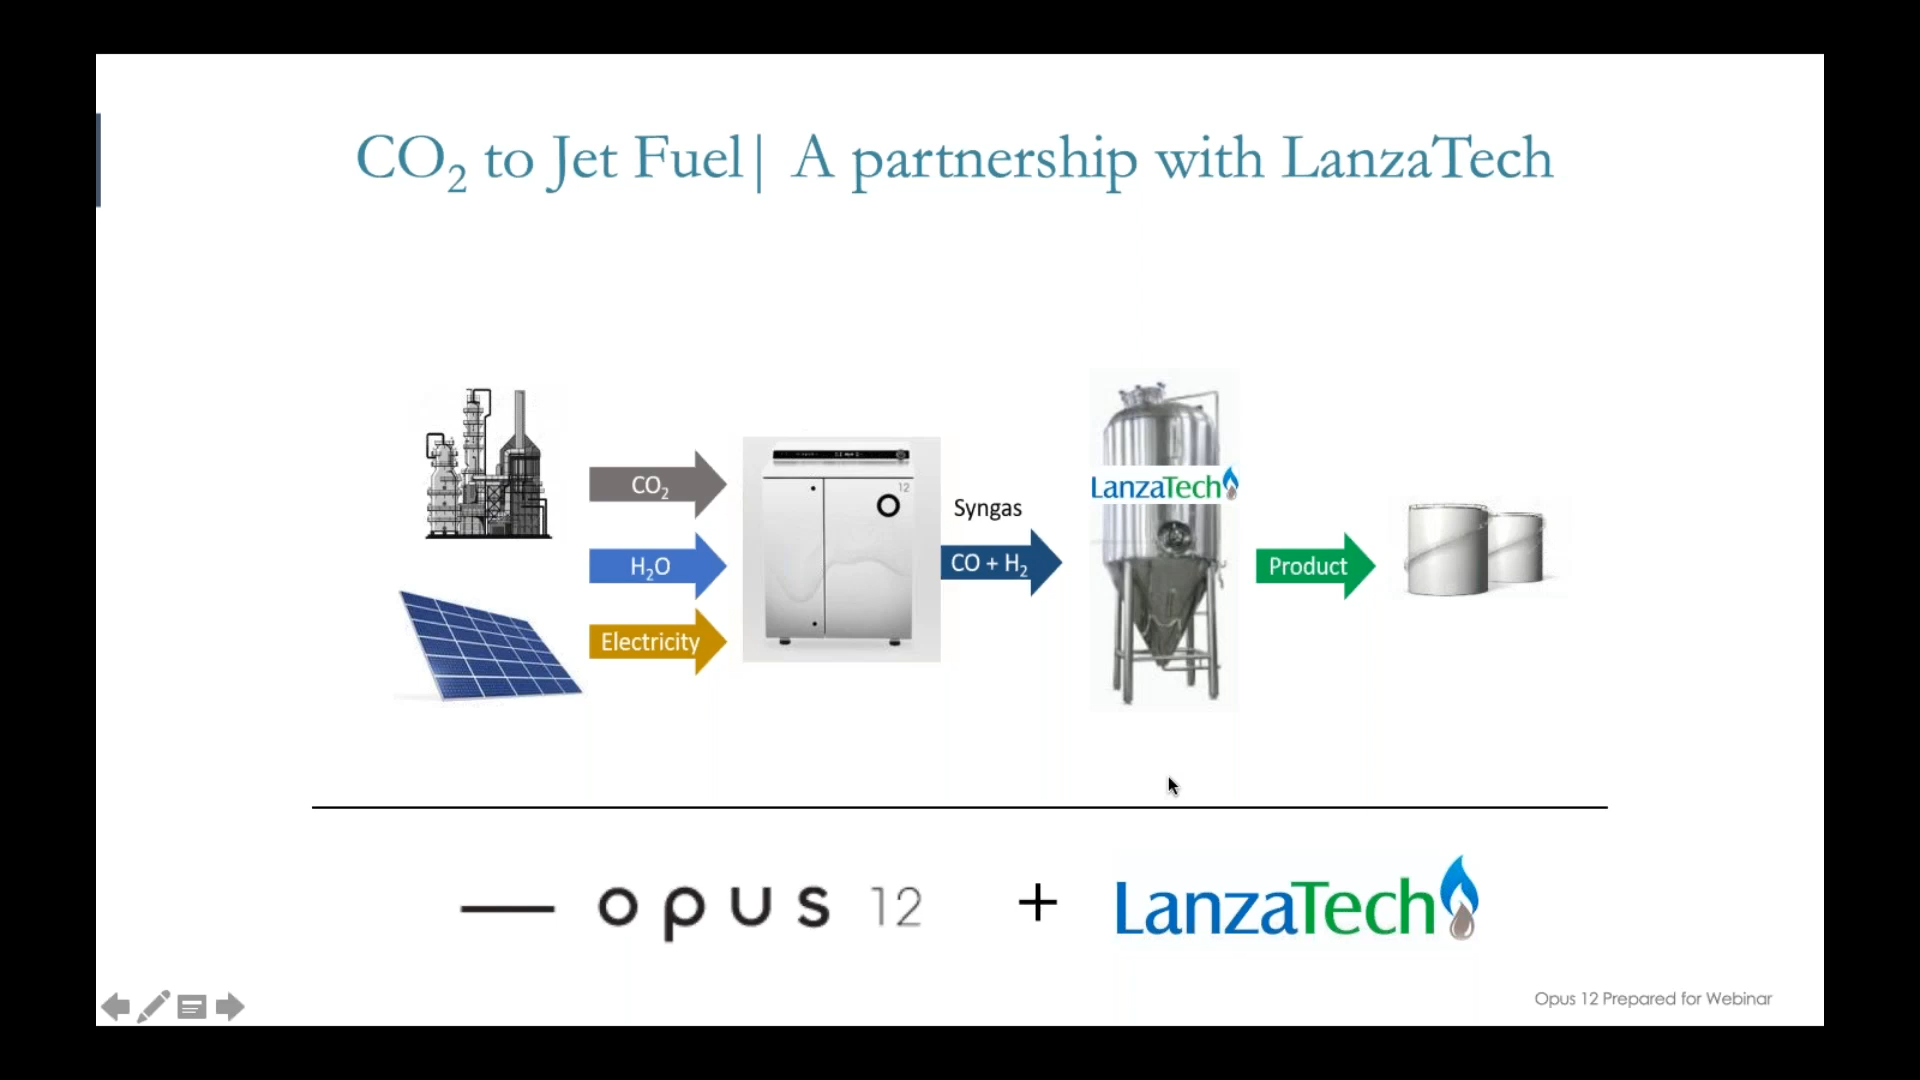 CO₂ to Jet Fuel| A partnership with LanzaTech
CO₂
H₂O
Electricity
12
Syngas
CO + H₂
LanzaTech
Product
opus 12
+
LanzaTech
Opus 12 Prepared for Webinar